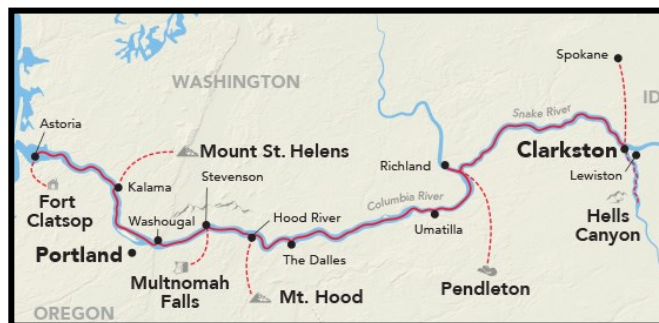 Spokane
WASHINGTON
ID
Snake River
Astoria
Mount St. Helens
Clarkston
Stevenson
Richland
Lewiston
Kalama
Fort
Clatsop
Columbia River
Hells
Canyon
Washougal
Hood River
Umatilla
Portland
The Dalles
Multnomah
Falls
Mt. Hood
Pendleton
OREGON